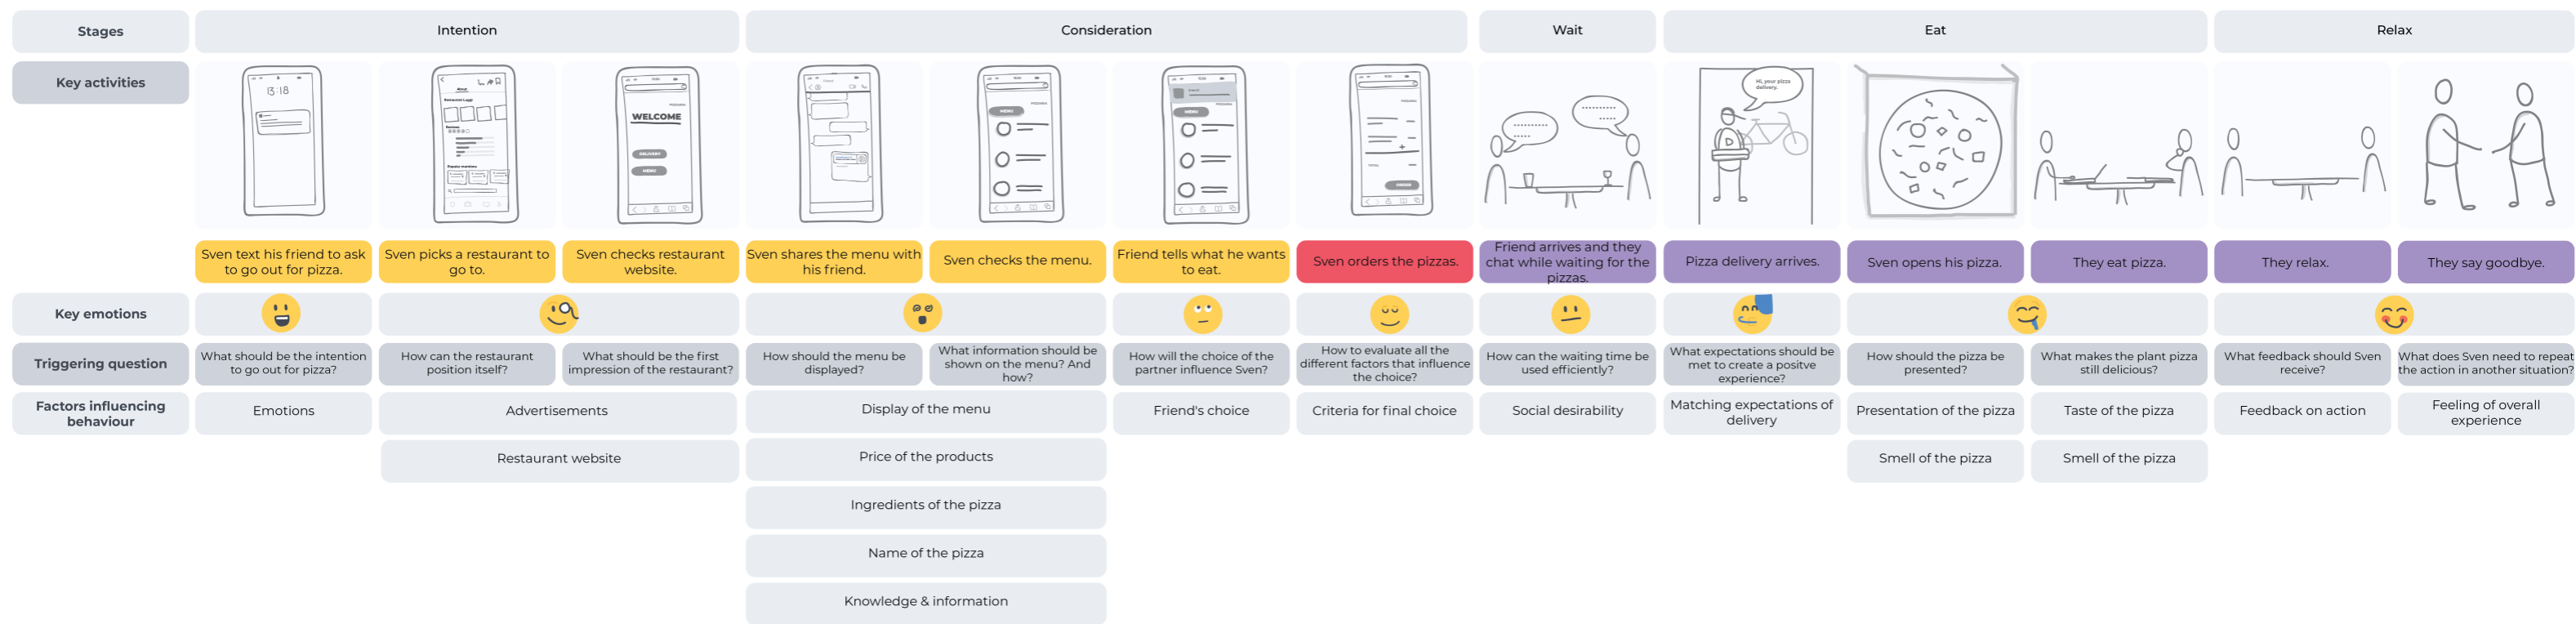 Stages
Intention
Consideration
Wait
Eat
Relax
Key activities
13:18
About
WELCOME
DELIVERY
MENU
MENU
MENU
Hi, your pizza
delivery.
Sven text his friend to ask
to go out for pizza.
Sven picks a restaurant to
go to.
Sven checks restaurant
website.
Sven shares the menu with
his friend.
Sven checks the menu.
Friend tells what he wants
to eat.
Sven orders the pizzas.
Friend arrives and they
chat while waiting for the
pizzas.
Pizza delivery arrives.
Sven opens his pizza.
They eat pizza.
They relax.
They say goodbye.
Key emotions
Triggering question
What should be the intention
to go out for pizza?
How can the restaurant
position itself?
What should be the first
impression of the restaurant?
How should the menu be
displayed?
What information should be
shown on the menu? And
how?
How will the choice of the
partner influence Sven?
How to evaluate all the
different factors that influence
the choice?
How can the waiting time be
used efficiently?
What expectations should be
met to create a positve
experience?
How should the pizza be
presented?
What makes the plant pizza
still delicious?
What feedback should Sven
receive?
What does Sven need to repeat
the action in another situation?
Factors influencing
behaviour
Emotions
Advertisements
Display of the menu
Friend's choice
Criteria for final choice
Social desirability
Matching expectations of
delivery
Presentation of the pizza
Taste of the pizza
Feedback on action
Feeling of overall
experience
Restaurant website
Price of the products
Smell of the pizza
Smell of the pizza
Ingredients of the pizza
Name of the pizza
Knowledge & information